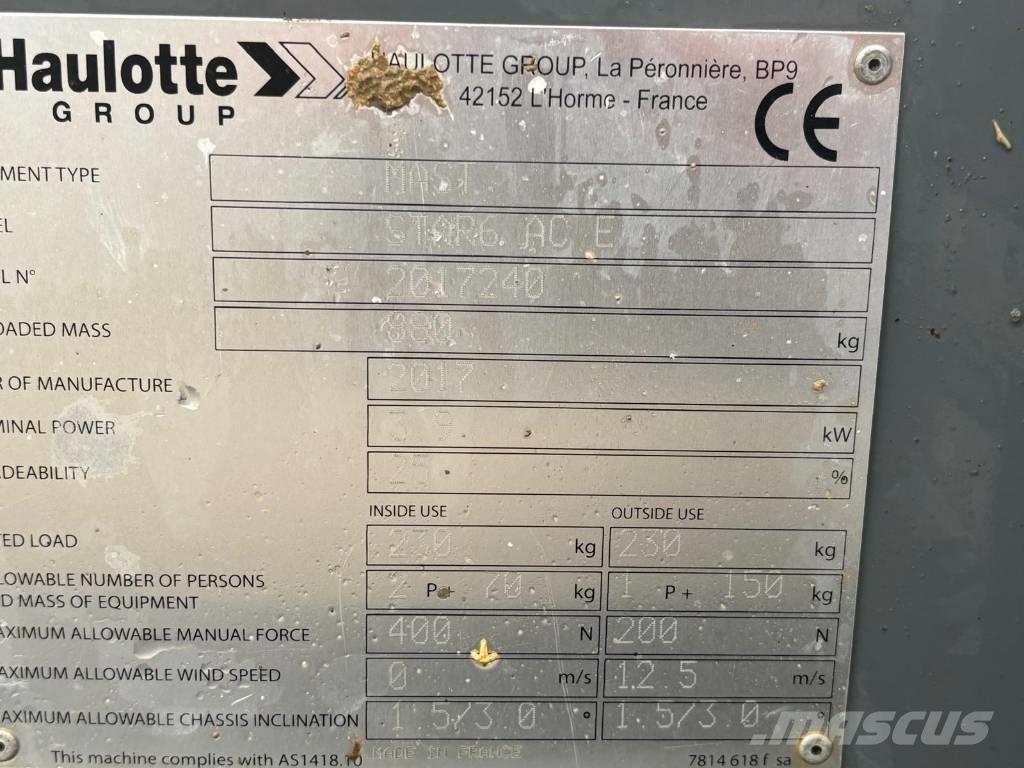 Haulotte
GROUP
AULOTTE GROUP, La Péronnière, BP9
42152 L'Horme - France
CE
MENT TYPE MAST
EL STAR6 AC E
L N° 2017240
OADED MASS 880 kg
R OF MANUFACTURE 2017
MINAL POWER kW
ADEABILITY %
INSIDE USE OUTSIDE USE
TED LOAD 230 kg 230 kg
LOWABLE NUMBER OF PERSONS
D MASS OF EQUIPMENT 2 P+ 70 kg 1 P+ 150 kg
AXIMUM ALLOWABLE MANUAL FORCE 400 N 200 N
AXIMUM ALLOWABLE WIND SPEED 0 m/s 12 5 m/s
AXIMUM ALLOWABLE CHASSIS INCLINATION 1 5/3 0 ° 1.5/3.0 °
This machine complies with AS1418.10 MADE IN FRANCE 7814 618 f sa
MASCUS